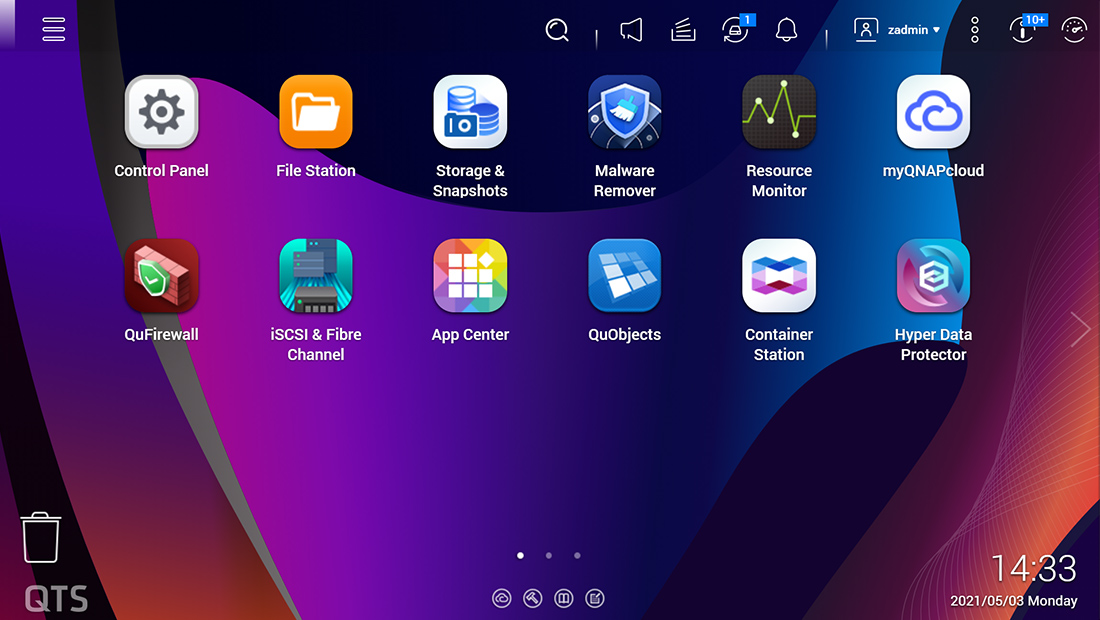 1
zadmin
10+
Control Panel
File Station
Storage &
Snapshots
Malware
Remover
Resource
Monitor
myQNAPcloud
QuFirewall
iSCSI & Fibre
Channel
App Center
QuObjects
Container
Station
Hyper Data
Protector
14:33
2021/05/03 Monday
QTS